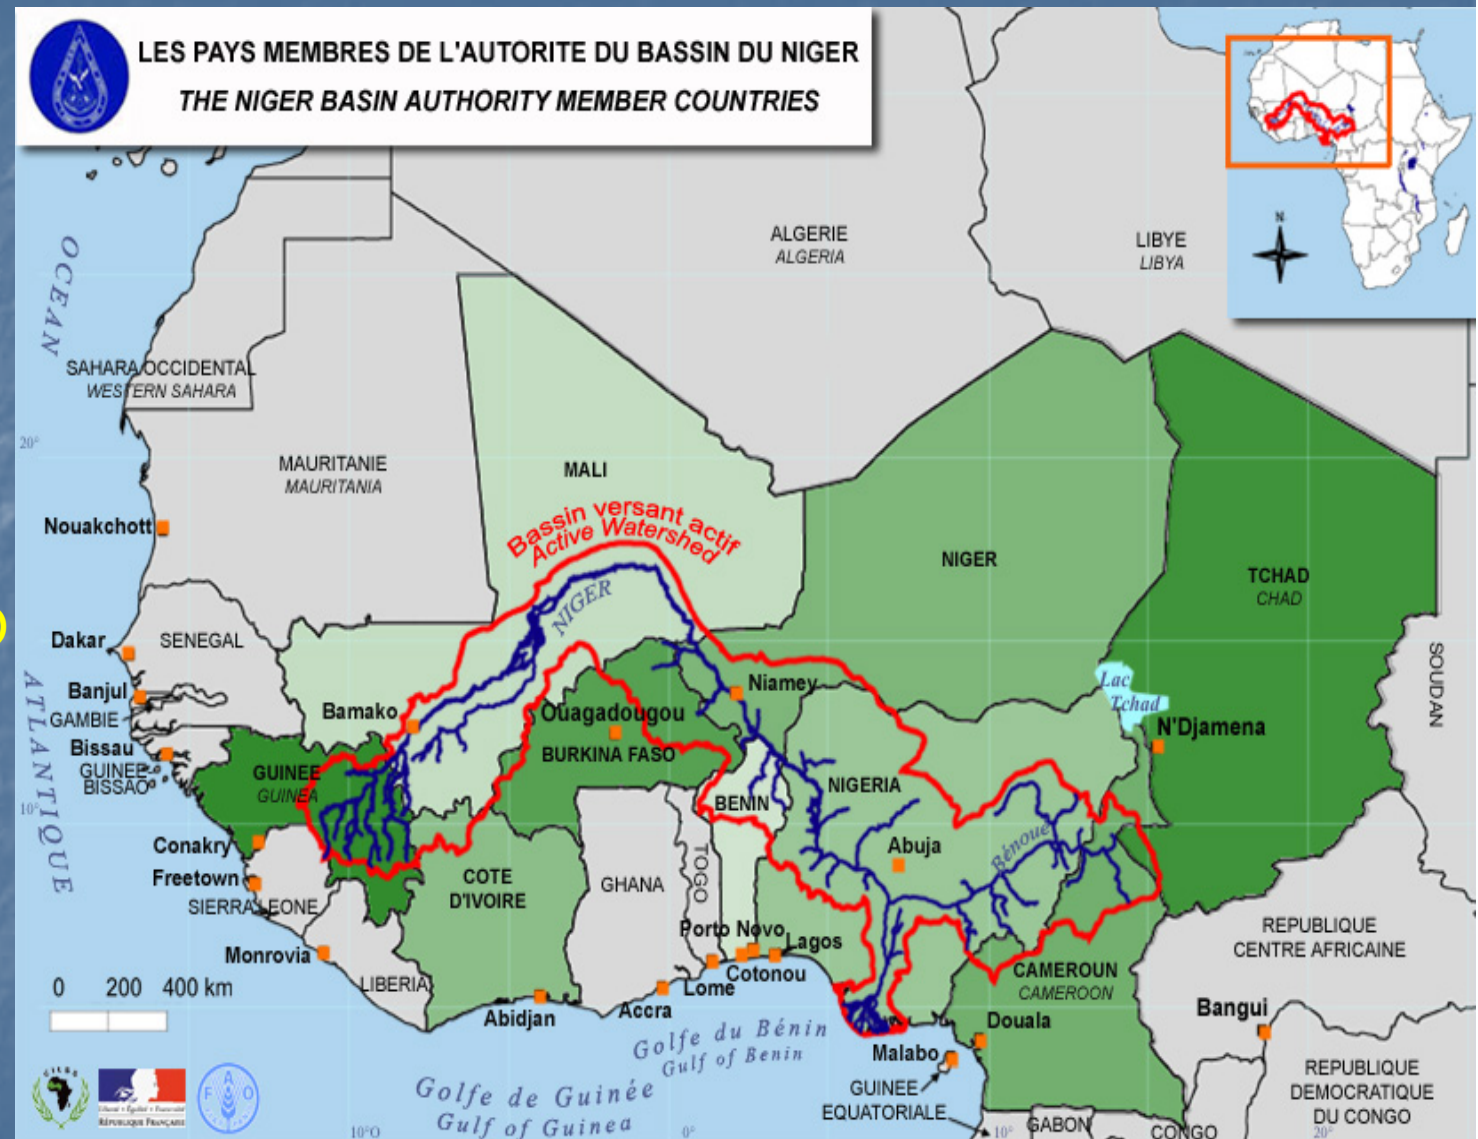 LES PAYS MEMBRES DE L'AUTORITE DU BASSIN DU NIGER
THE NIGER BASIN AUTHORITY MEMBER COUNTRIES
N
OCEAN
ATLANTIQUE
ALGERIE
ALGERIA
LIBYE
LIBYA
SAHARA OCCIDENTAL
WESTERN SAHARA
20°
MAURITANIE
MAURITANIA
MALI
Nouakchott
Bassin versant actif
Active Watershed
NIGER
NIGER
TCHAD
CHAD
Dakar
SENEGAL
SOUDAN
Banjul
GAMBIE
Bamako
Niamey
Lac
Tchad
Ouagadougou
N'Djamena
Bissau
GUINEE
BISSAO
BURKINA FASO
GUINEE
GUINEA
NIGERIA
BENIN
10°
Conakry
Abuja
Bénoue
Freetown
COTE
D'IVOIRE
GHANA
TOGO
SIERRA LEONE
REPUBLIQUE
CENTRE AFRICAINE
Porto Novo
Lagos
Monrovia
Cotonou
CAMEROUN
CAMEROON
LIBERIA
Lome
0 200 400 km
Accra
Abidjan
Bangui
Douala
Golfe du Bénin
Gulf of Benin
Malabo
GUINEE
EQUATORIALE
REPUBLIQUE
DEMOCRATIQUE
DU CONGO
CILSS
Liberté • Égalité • Fraternité
RÉPUBLIQUE FRANÇAISE
F A O
Golfe de Guinée
Gulf of Guinea
GABON
CONGO
10°O
0°
10°
20°